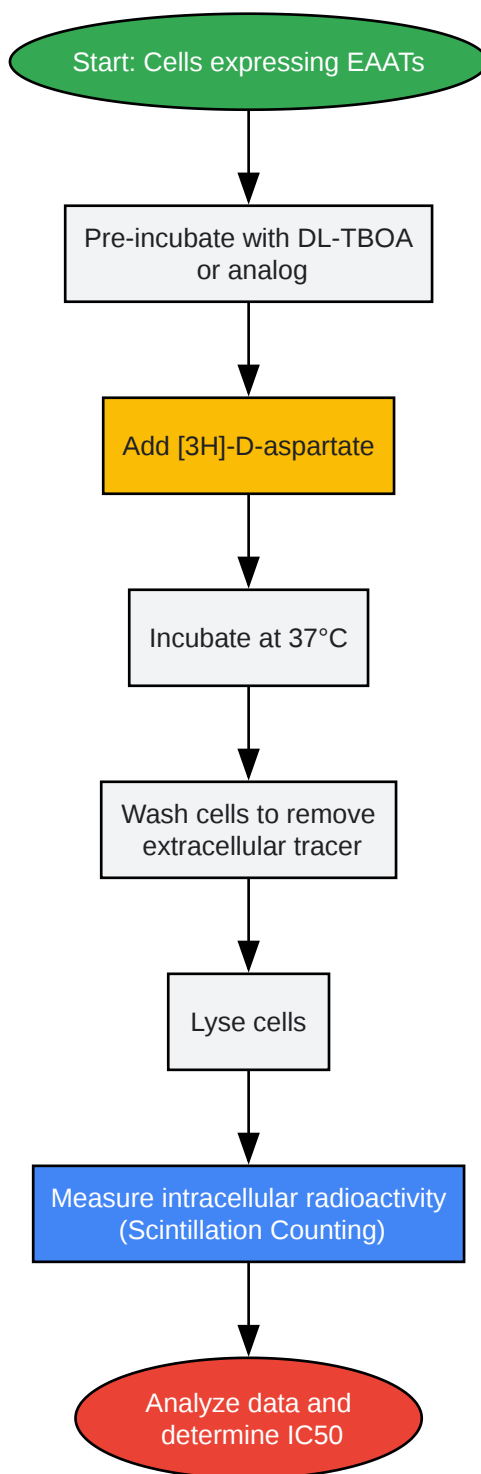 Start: Cells expressing EAATs
Pre-incubate with DL-TBOA
or analog
Add [3H]-D-aspartate
Incubate at 37°C
Wash cells to remove
extracellular tracer
Lyse cells
Measure intracellular radioactivity
(Scintillation Counting)
Analyze data and
determine IC50